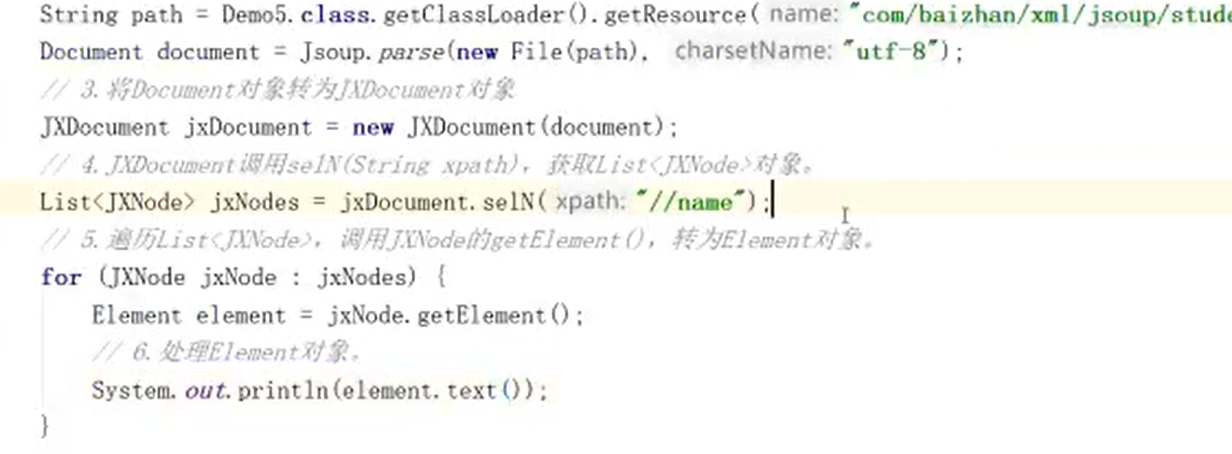 String path = Demo5.class.getClassLoader().getResource( name: "com/baizhan/xml/jsoup/stude
Document document = Jsoup.parse(new File(path), charsetName: "utf-8");
// 3.将Document对象转为JXDocument对象
JXDocument jxDocument = new JXDocument(document);
// 4.JXDocument调用selN(String xpath)，获取List<JXNode>对象。
List<JXNode> jxNodes = jxDocument.selN( xpath: "//name");
// 5.遍历List<JXNode>，调用JXNode的getElement()，转为Element对象。
for (JXNode jxNode : jxNodes) {
Element element = jxNode.getElement();
// 6.处理Element对象。
System.out.println(element.text());
}